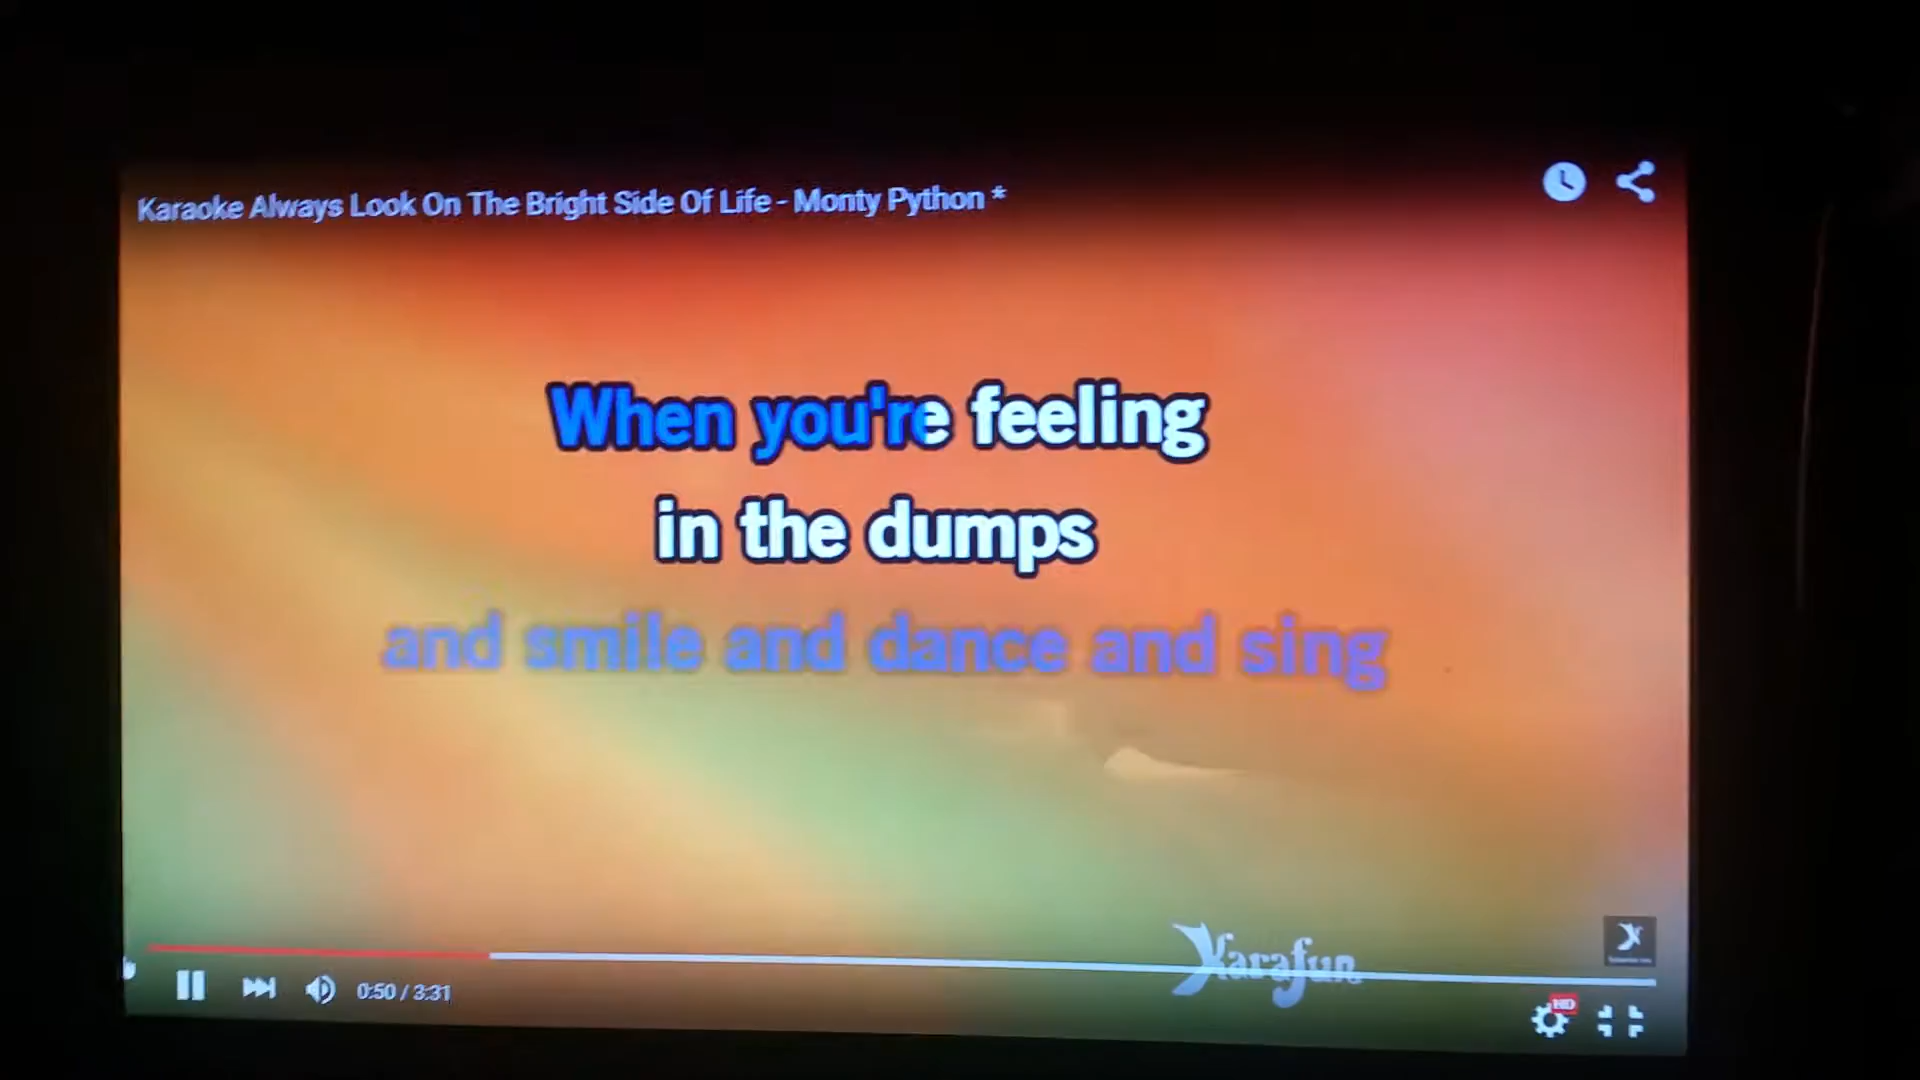 Karaoke Always Look On The Bright Side Of Life - Monty Python *
When you're feeling
in the dumps
and smile and dance and sing
Karafun
0:50 / 3:31
HD